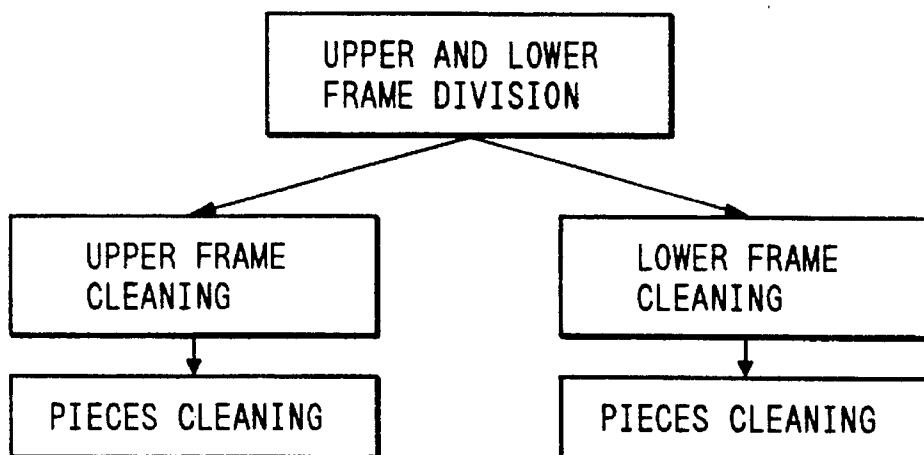 UPPER AND LOWER
FRAME DIVISION
UPPER FRAME
CLEANING
LOWER FRAME
CLEANING
PIECES CLEANING
PIECES CLEANING